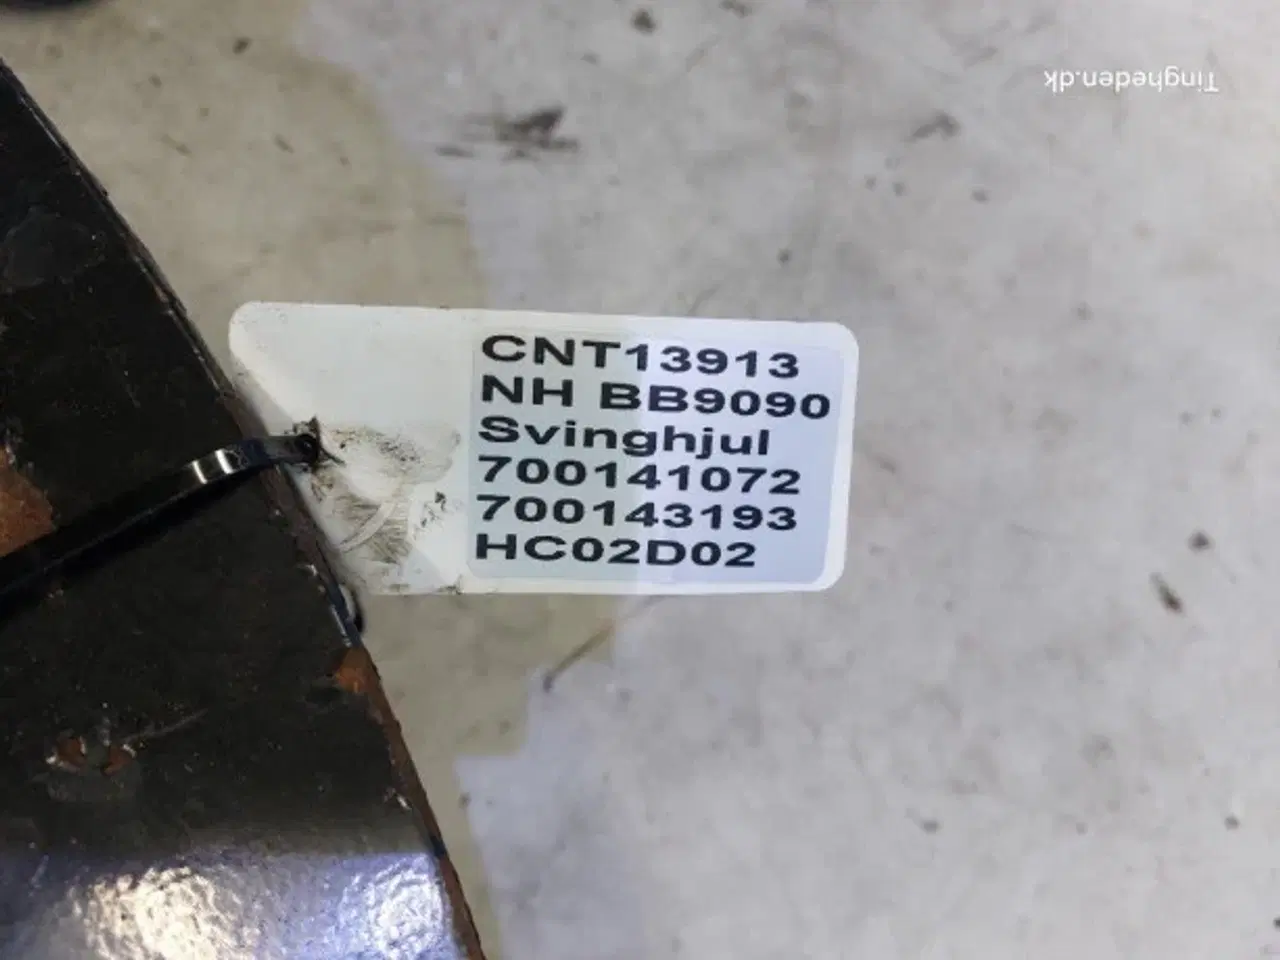 Tingheden.dk
CNT13913
NH BB9090
Svinghjul
700141072
700143193
HC02D02